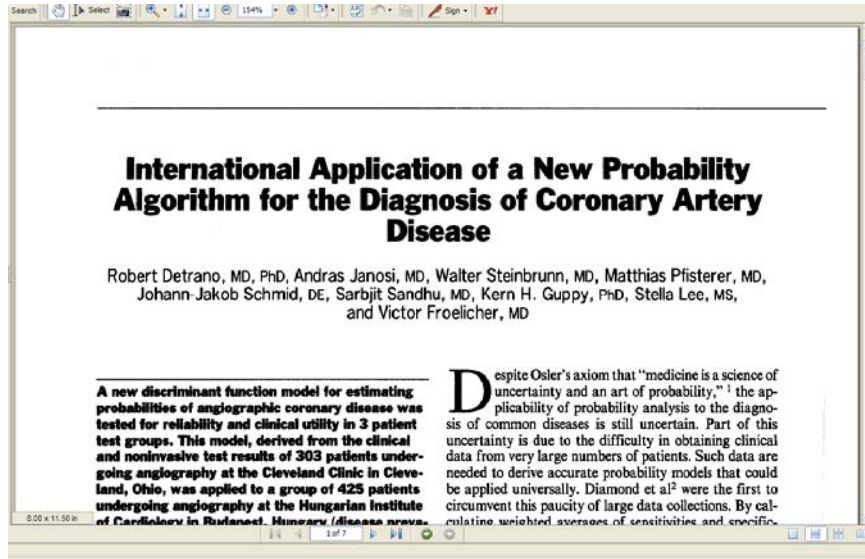 Search
Select
154%
Sign
Y!
International Application of a New Probability
Algorithm for the Diagnosis of Coronary Artery
Disease
Robert Detrano, MD, PhD, Andras Janosi, MD, Walter Steinbrunn, MD, Matthias Pfisterer, MD,
Johann-Jakob Schmid, DE, Sarbjit Sandhu, MD, Kern H. Guppy, PhD, Stella Lee, MS,
and Victor Froelicher, MD
A new discriminant function model for estimating
probabilities of angiographic coronary disease was
tested for reliability and clinical utility in 3 patient
test groups. This model, derived from the clinical
and noninvasive test results of 303 patients under-
going angiography at the Cleveland Clinic in Cleve-
land, Ohio, was applied to a group of 425 patients
undergoing angiography at the Hungarian Institute
of Cardiology in Budapest, Hungary (disease preva-
Despite Osler's axiom that "medicine is a science of
uncertainty and an art of probability," 1 the ap-
plicability of probability analysis to the diagno-
sis of common diseases is still uncertain. Part of this
uncertainty is due to the difficulty in obtaining clinical
data from very large numbers of patients. Such data are
needed to derive accurate probability models that could
be applied universally. Diamond et al2 were the first to
circumvent this paucity of large data collections. By cal-
culating weighted averages of sensitivities and specific-
8.00 x 11.50 in
1 of 7